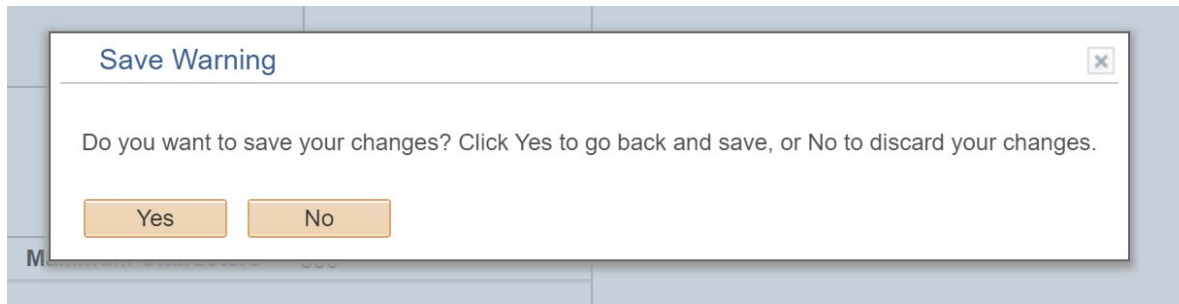 Save Warning
Do you want to save your changes? Click Yes to go back and save, or No to discard your changes.
Yes No